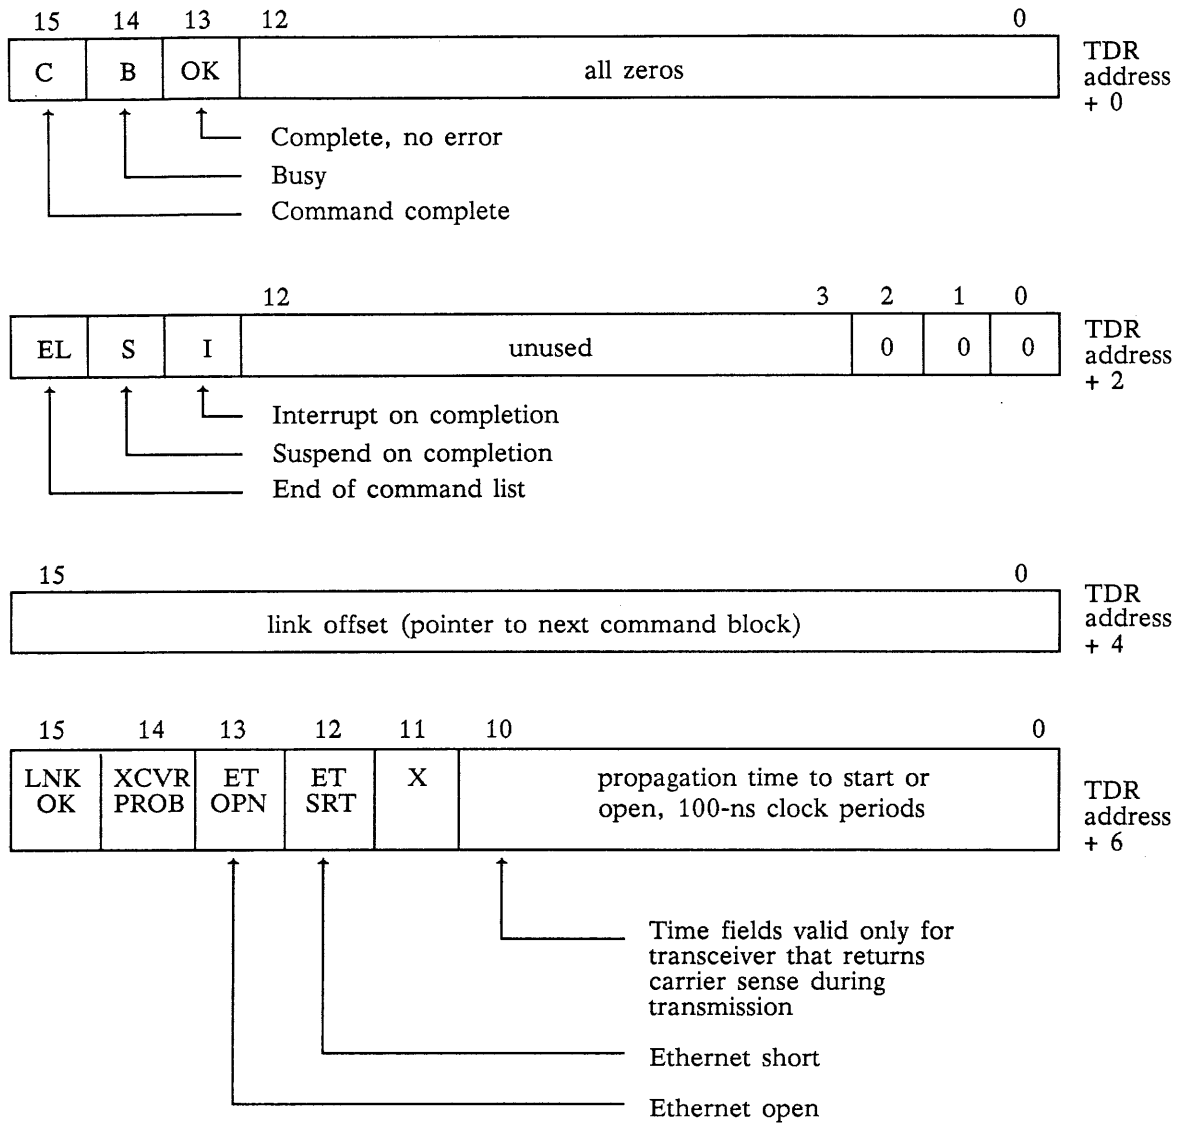 15 14 13 12 0
C B OK all zeros
TDR
address
+ 0
Complete, no error
Busy
Command complete
12 3 2 1 0
EL S I unused 0 0 0
TDR
address
+ 2
Interrupt on completion
Suspend on completion
End of command list
15 0
link offset (pointer to next command block)
TDR
address
+ 4
15 14 13 12 11 10 0
LNK XCVR ET ET X propagation time to start or
OK PROB OPN SRT open, 100-ns clock periods
TDR
address
+ 6
Time fields valid only for
transceiver that returns
carrier sense during
transmission
Ethernet short
Ethernet open